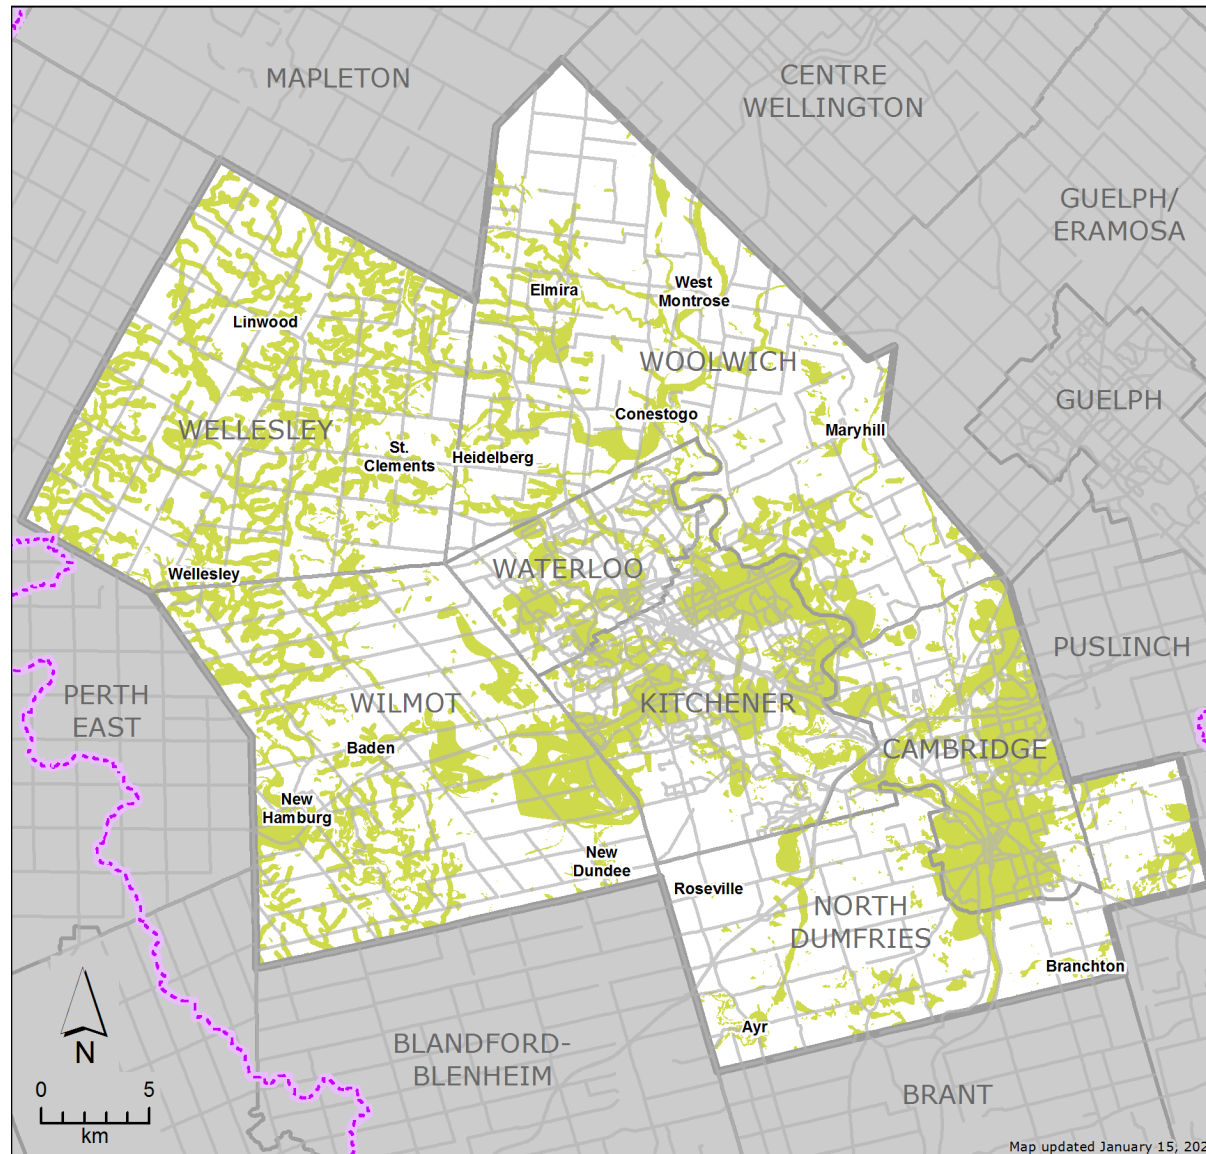 MAPLETON
CENTRE
WELLINGTON
GUELPH/
ERAMOSA
Elmira
West
Montrose
Linwood
WOOLWICH
GUELPH
Conestogo
WELLESLEY
Maryhill
St.
Clements
Heidelberg
Wellesley
WATERLOO
PUSLINCH
PERTH
EAST
WILMOT
KITCHENER
Baden
CAMBRIDGE
New
Hamburg
New
Dundee
Roseville
NORTH
DUMFRIES
Branchton
Ayr
BLANDFORD-
BLENHEIM
BRANT
N
0 5
km
Map updated January 15, 202